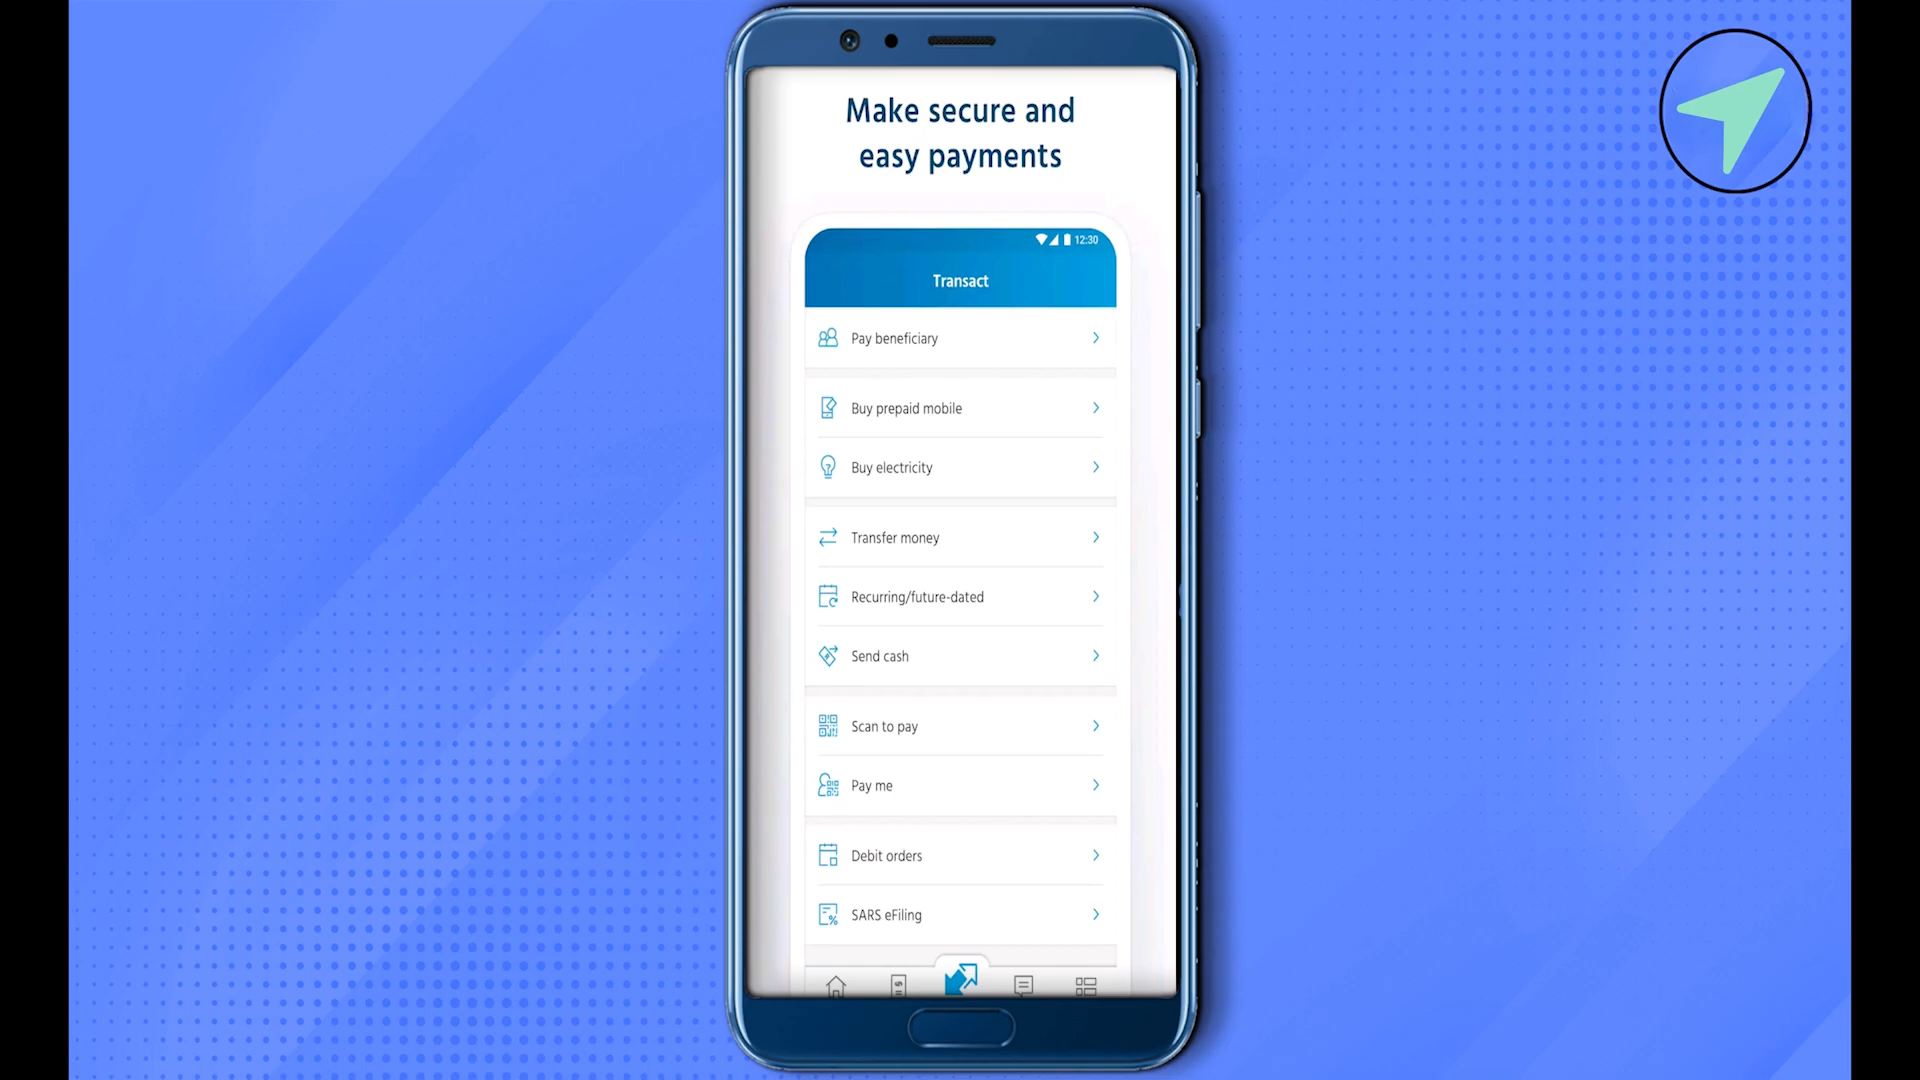 Make secure and
easy payments
12:30
Transact
Pay beneficiary
Buy prepaid mobile
Buy electricity
Transfer money
Recurring/future-dated
Send cash
Scan to pay
Pay me
Debit orders
SARS eFiling